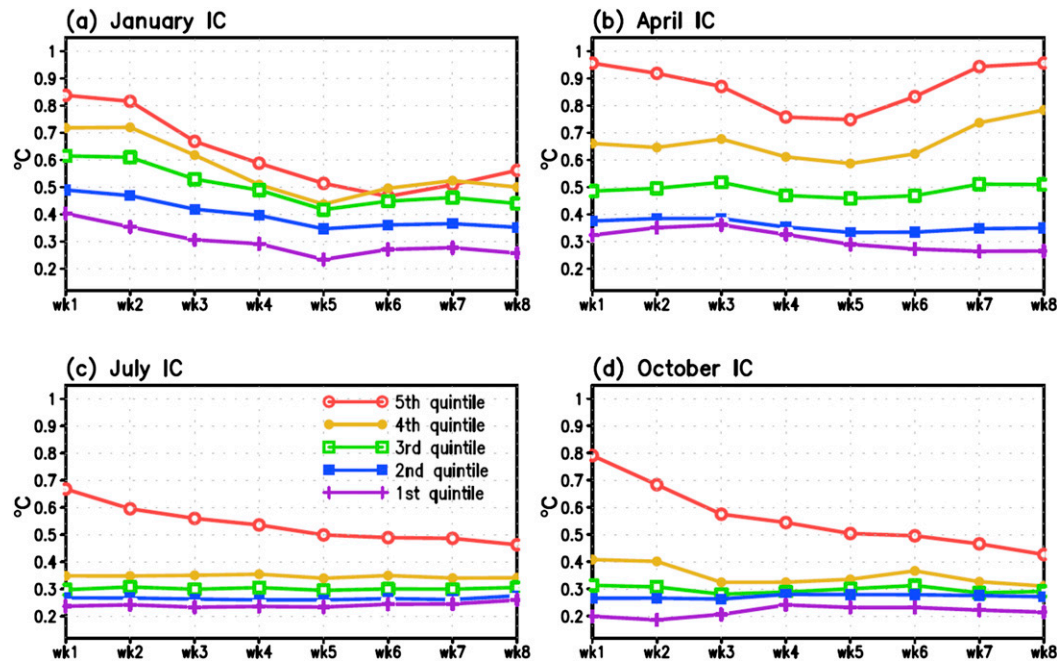 (a) January IC
(b) April IC
°C
1
0.9
0.8
0.7
0.6
0.5
0.4
0.3
0.2
wk1 wk2 wk3 wk4 wk5 wk6 wk7 wk8
°C
1
0.9
0.8
0.7
0.6
0.5
0.4
0.3
0.2
wk1 wk2 wk3 wk4 wk5 wk6 wk7 wk8
(c) July IC
(d) October IC
°C
1
0.9
0.8
0.7
0.6
0.5
0.4
0.3
0.2
5th quintile
4th quintile
3rd quintile
2nd quintile
1st quintile
wk1 wk2 wk3 wk4 wk5 wk6 wk7 wk8
°C
1
0.9
0.8
0.7
0.6
0.5
0.4
0.3
0.2
wk1 wk2 wk3 wk4 wk5 wk6 wk7 wk8